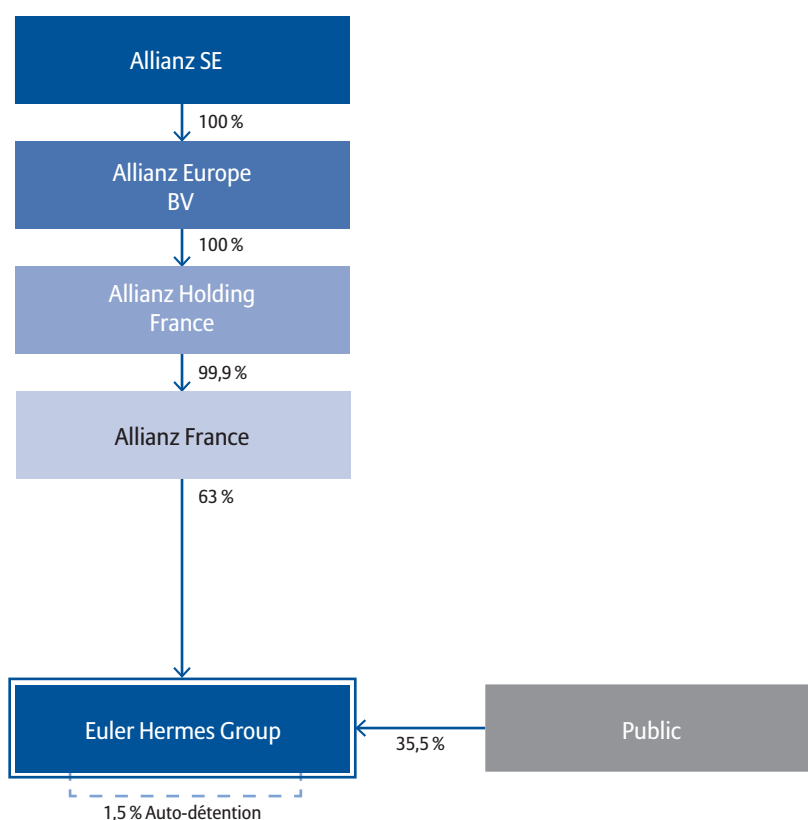 Allianz SE
100 %
Allianz Europe
BV
100 %
Allianz Holding
France
99,9 %
Allianz France
63 %
Euler Hermes Group
35,5 %
Public
1,5 % Auto-détention